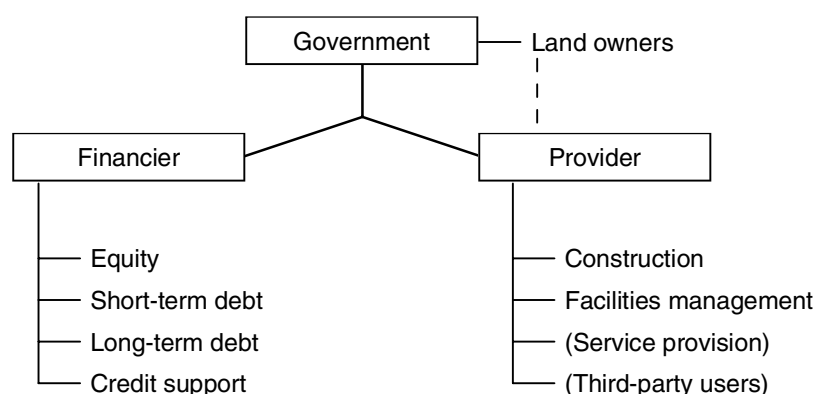 Government
Land owners
Financier
Provider
Equity
Short-term debt
Long-term debt
Credit support
Construction
Facilities management
(Service provision)
(Third-party users)